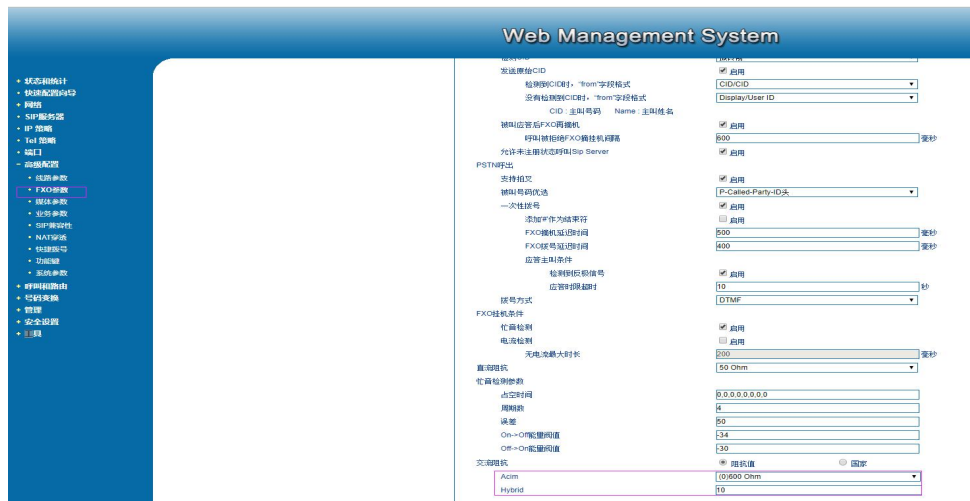 Web Management System
+ 状态和统计
+ 快速配置向导
+ 网络
+ SIP服务器
+ IP 策略
+ Tel 策略
+ 端口
- 高级配置
• 线路参数
• FXO参数
• 媒体参数
• 业务参数
• SIP兼容性
• NAT穿透
• 快捷拨号
• 功能键
• 系统参数
+ 呼叫和路由
+ 号码变换
+ 管理
+ 安全设置
+ 工具
发送原始CID 启用
检测到CID时，“from”字段格式 CID/CID
没有检测到CID时，“from”字段格式 Display/User ID
CID : 主叫号码 Name : 主叫姓名
被叫应答后FXO再摘机 启用
呼叫被拒绝FXO摘挂机间隔 600 毫秒
允许未注册状态呼叫Sip Server 启用
PSTN呼出
支持拍叉 启用
被叫号码优选 P-Called-Party-ID头
一次性拨号 启用
添加'#'作为结束符 启用
FXO摘机延迟时间 500 毫秒
FXO拨号延迟时间 400 毫秒
应答主叫条件
检测到反极信号 启用
应答时限超时 10 秒
拨号方式 DTMF
FXO挂机条件
忙音检测 启用
电流检测 启用
无电流最大时长 200 毫秒
直流阻抗 50 Ohm
忙音检测参数
占空时间 0,0,0,0,0,0,0,0
周期数 4
误差 50
On->Off能量阀值 -34
Off->On能量阀值 -30
交流阻抗 阻抗值 国家
Acim (0)600 Ohm
Hybrid 10